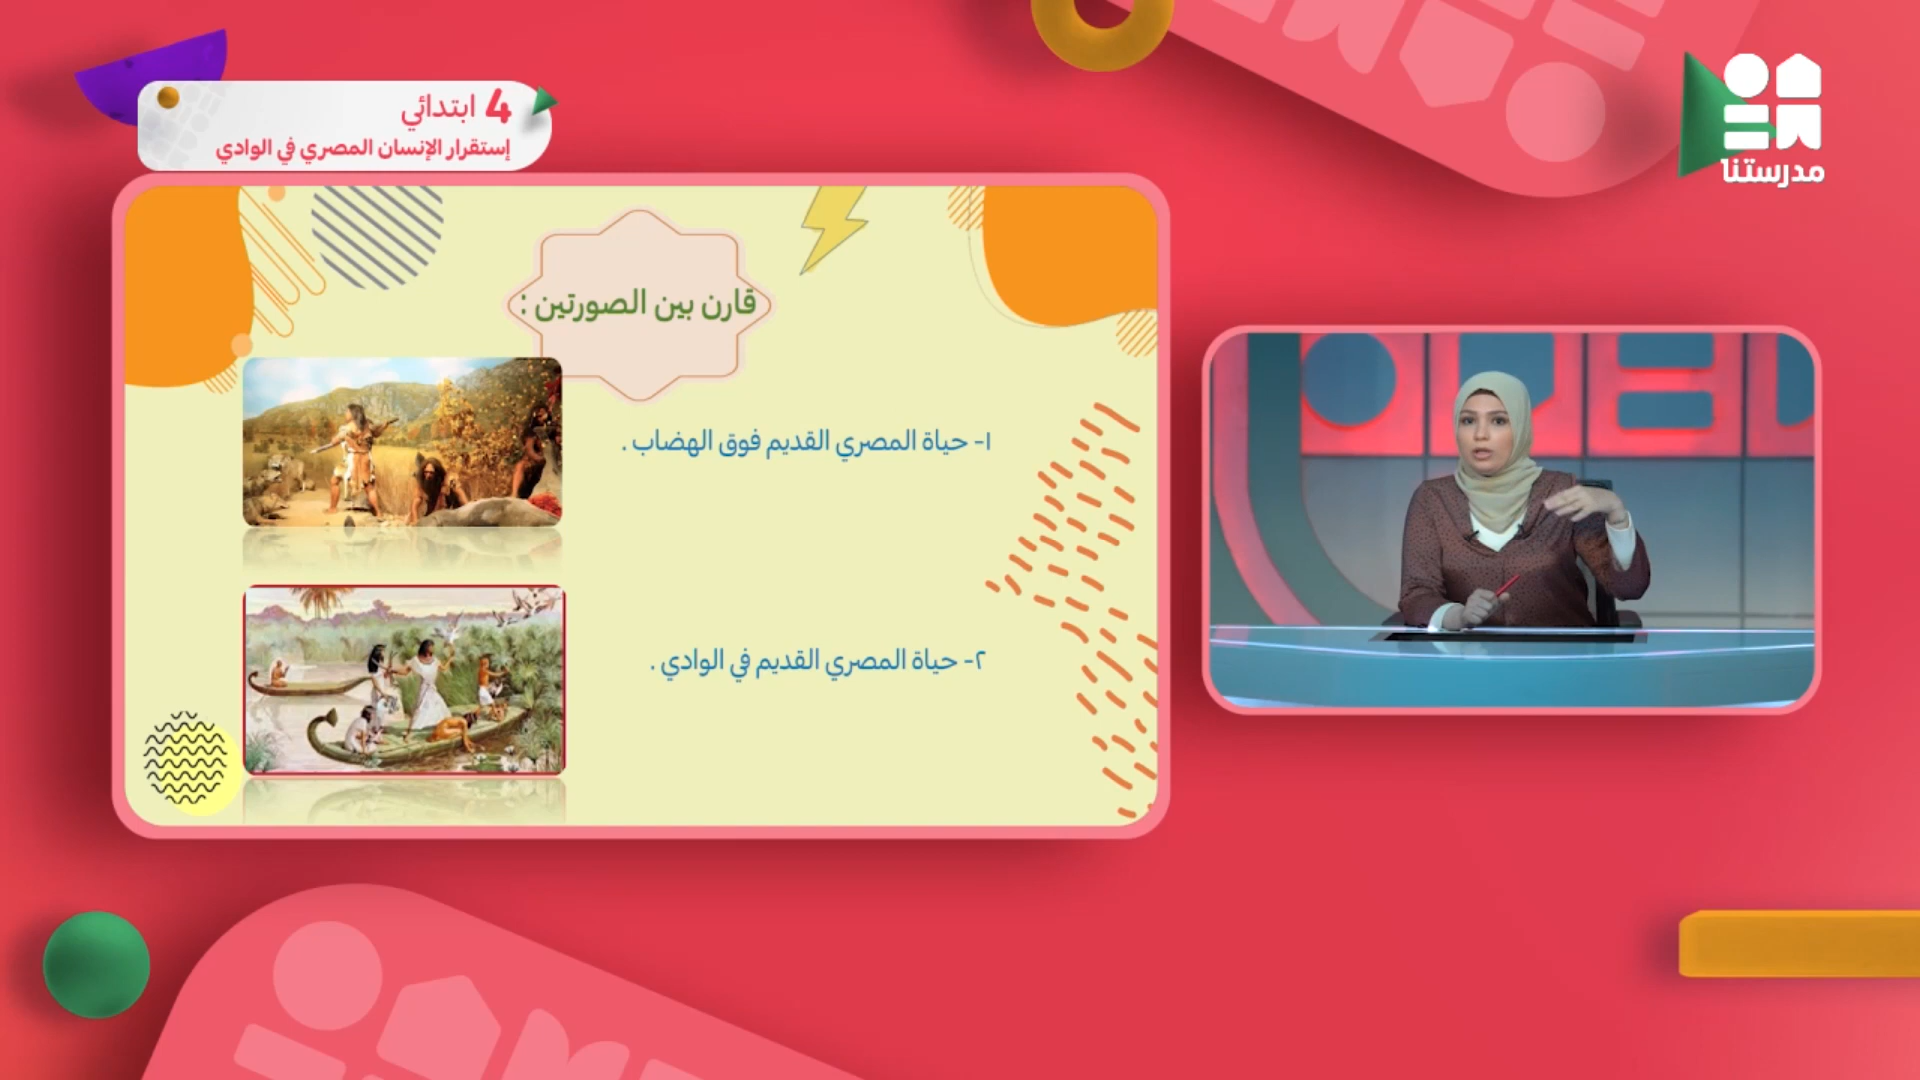 4 ابتدائي
إستقرار الإنسان المصري في الوادي
مدرستنا
قارن بين الصورتين :
١- حياة المصري القديم فوق الهضاب .
٢- حياة المصري القديم في الوادي .